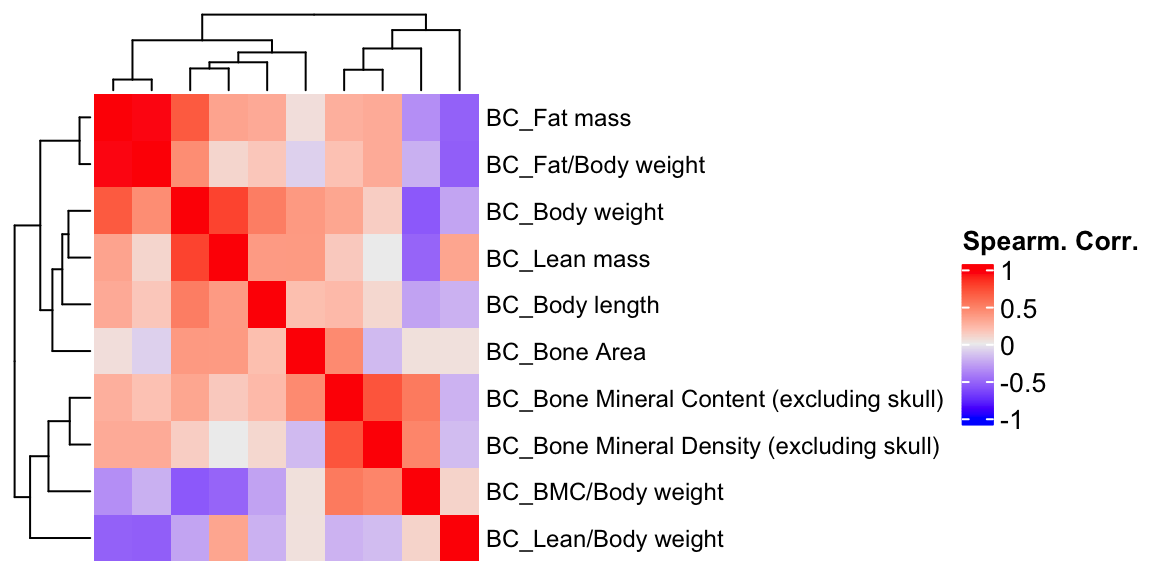 BC_Fat mass
BC_Fat/Body weight
BC_Body weight
BC_Lean mass
BC_Body length
BC_Bone Area
BC_Bone Mineral Content (excluding skull)
BC_Bone Mineral Density (excluding skull)
BC_BMC/Body weight
BC_Lean/Body weight
Spearm. Corr.
1
0.5
0
-0.5
-1